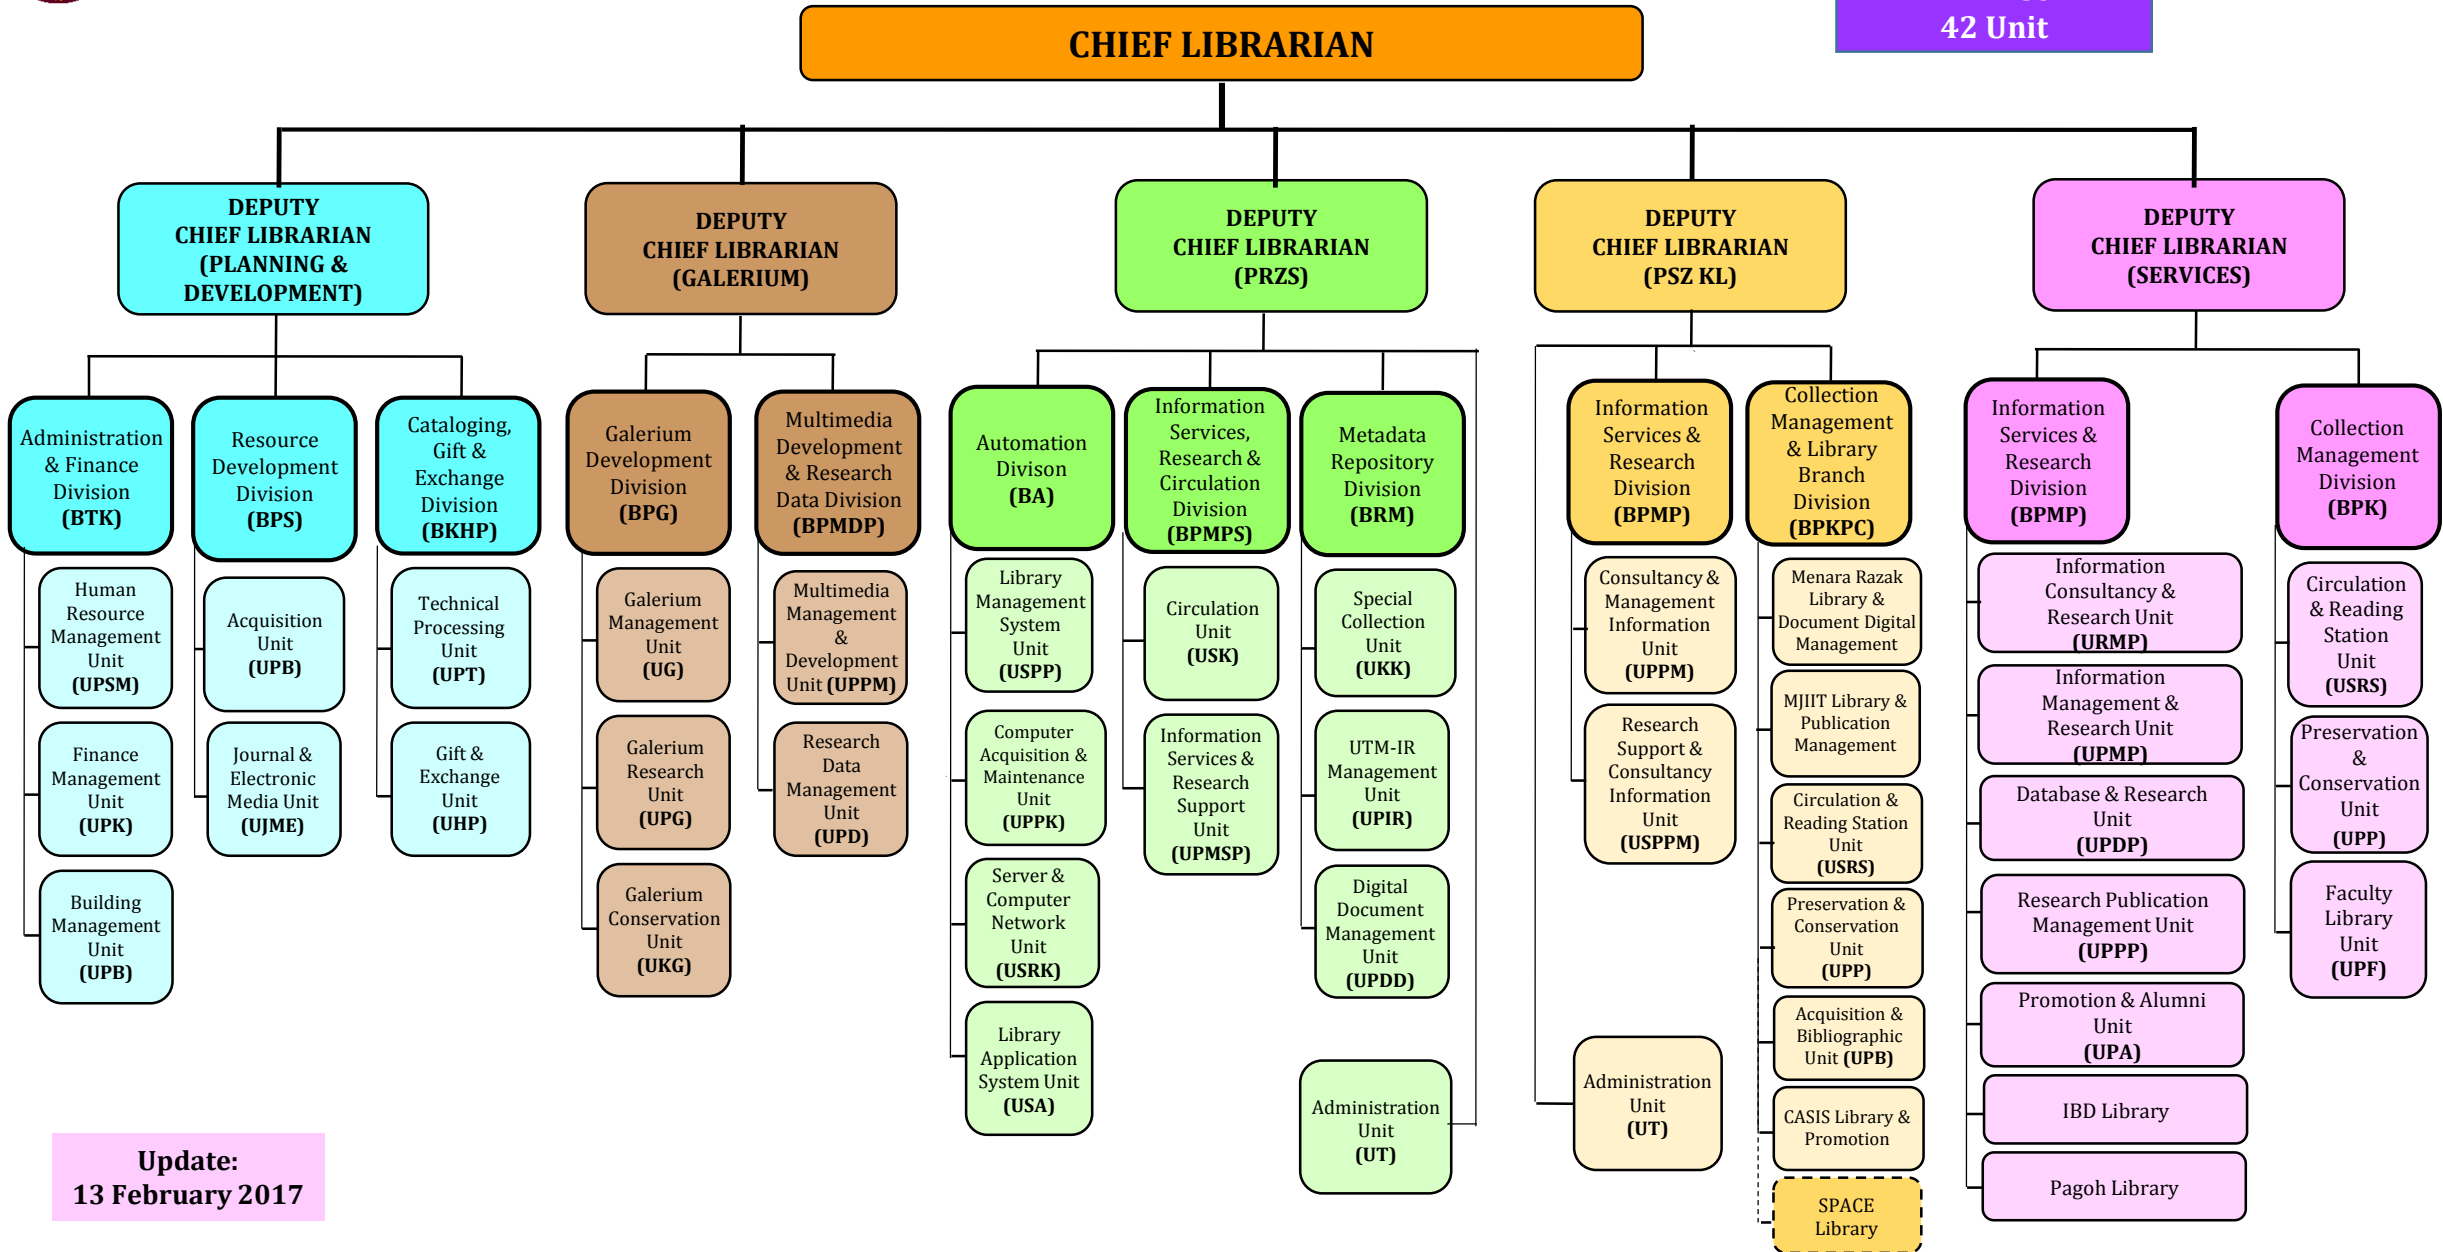 42 Unit
CHIEF LIBRARIAN
DEPUTY
CHIEF LIBRARIAN
(PLANNING &
DEVELOPMENT)
DEPUTY
CHIEF LIBRARIAN
(GALERIUM)
DEPUTY
CHIEF LIBRARIAN
(PRZS)
DEPUTY
CHIEF LIBRARIAN
(PSZ KL)
DEPUTY
CHIEF LIBRARIAN
(SERVICES)
Administration
& Finance
Division
(BTK)
Resource
Development
Division
(BPS)
Cataloging,
Gift &
Exchange
Division
(BKHP)
Galerium
Development
Division
(BPG)
Multimedia
Development
& Research
Data Division
(BPMDP)
Automation
Divison
(BA)
Information
Services,
Research &
Circulation
Division
(BPMPS)
Metadata
Repository
Division
(BRM)
Information
Services &
Research
Division
(BPMP)
Collection
Management
& Library
Branch
Division
(BPKPC)
Information
Services &
Research
Division
(BPMP)
Collection
Management
Division
(BPK)
Human
Resource
Management
Unit
(UPSM)
Finance
Management
Unit
(UPK)
Building
Management
Unit
(UPB)
Acquisition
Unit
(UPB)
Journal &
Electronic
Media Unit
(UJME)
Technical
Processing
Unit
(UPT)
Gift &
Exchange
Unit
(UHP)
Galerium
Management
Unit
(UG)
Galerium
Research
Unit
(UPG)
Galerium
Conservation
Unit
(UKG)
Multimedia
Management
&
Development
Unit (UPPM)
Research
Data
Management
Unit
(UPD)
Library
Management
System
Unit
(USPP)
Computer
Acquisition &
Maintenance
Unit
(UPPK)
Server &
Computer
Network
Unit
(USRK)
Library
Application
System Unit
(USA)
Circulation
Unit
(USK)
Information
Services &
Research
Support
Unit
(UPMSP)
Special
Collection
Unit
(UKK)
UTM-IR
Management
Unit
(UPIR)
Digital
Document
Management
Unit
(UPDD)
Administration
Unit
(UT)
Consultancy &
Management
Information
Unit
(UPPM)
Research
Support &
Consultancy
Information
Unit
(USPPM)
Administration
Unit
(UT)
Menara Razak
Library &
Document Digital
Management
MJIIT Library &
Publication
Management
Circulation &
Reading Station
Unit
(USRS)
Preservation &
Conservation
Unit
(UPP)
Acquisition &
Bibliographic
Unit (UPB)
CASIS Library &
Promotion
SPACE
Library
Information
Consultancy &
Research Unit
(URMP)
Information
Management &
Research Unit
(UPMP)
Database & Research
Unit
(UPDP)
Research Publication
Management Unit
(UPPP)
Promotion & Alumni
Unit
(UPA)
IBD Library
Pagoh Library
Circulation
& Reading
Station
Unit
(USRS)
Preservation
&
Conservation
Unit
(UPP)
Faculty
Library
Unit
(UPF)
Update:
13 February 2017